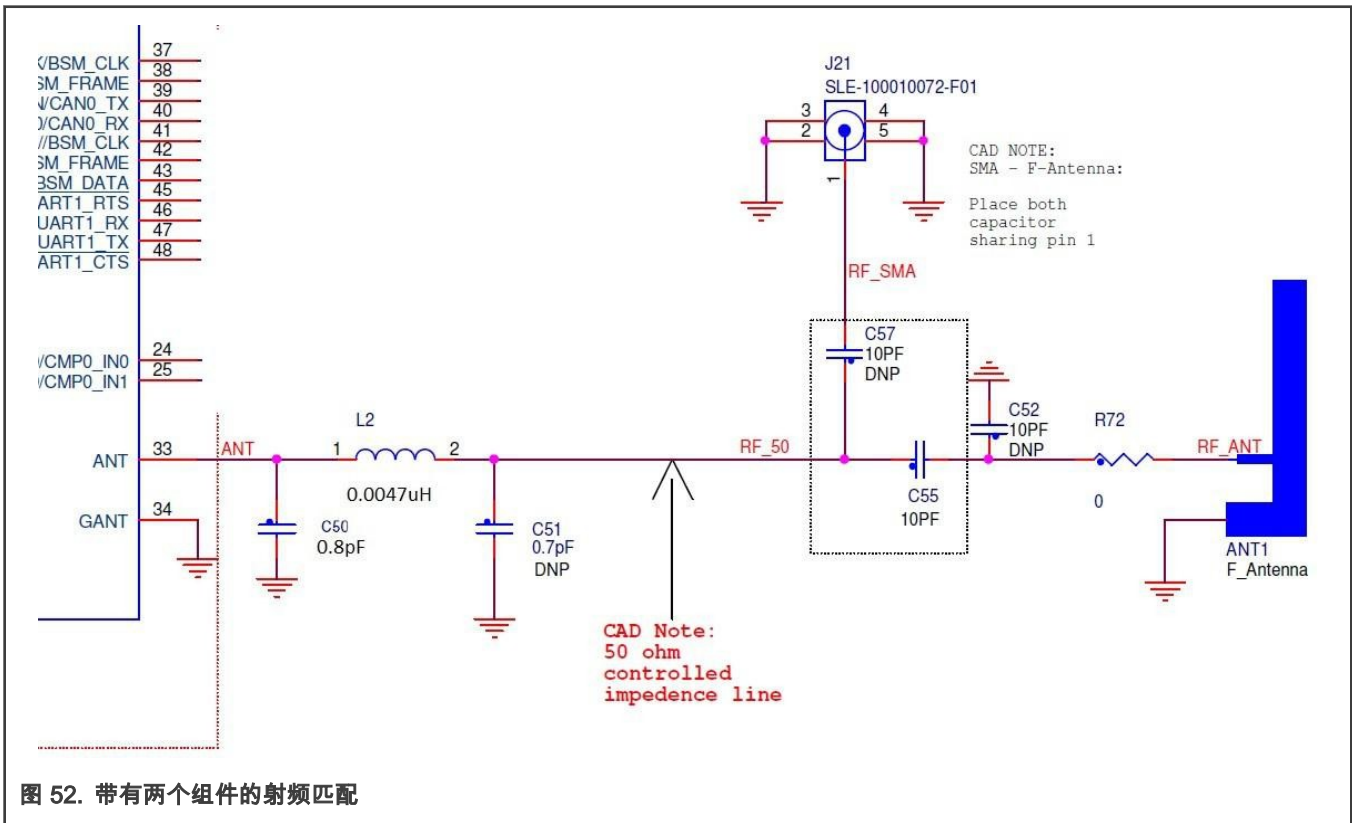 37
K/BSM_CLK
38
SM_FRAME
39
N/CAN0_TX
40
0/CAN0_RX
41
//BSM_CLK
42
SM_FRAME
43
BSM_DATA
45
ART1_RTS
46
UART1_RX
47
UART1_TX
48
ART1_CTS
24
0/CMP0_IN0
25
0/CMP0_IN1
33
ANT
ANT
34
GANT
L2
1
2
0.0047uH
C50
0.8pF
C51
0.7pF
DNP
RF_50
CAD Note:
50 ohm
controlled
impedence line
J21
SLE-100010072-F01
3
2
4
5
1
RF_SMA
CAD NOTE:
SMA - F-Antenna:
Place both
capacitor
sharing pin 1
C57
10PF
DNP
C55
10PF
C52
10PF
DNP
R72
0
RF_ANT
ANT1
F_Antenna
图 52. 带有两个组件的射频匹配